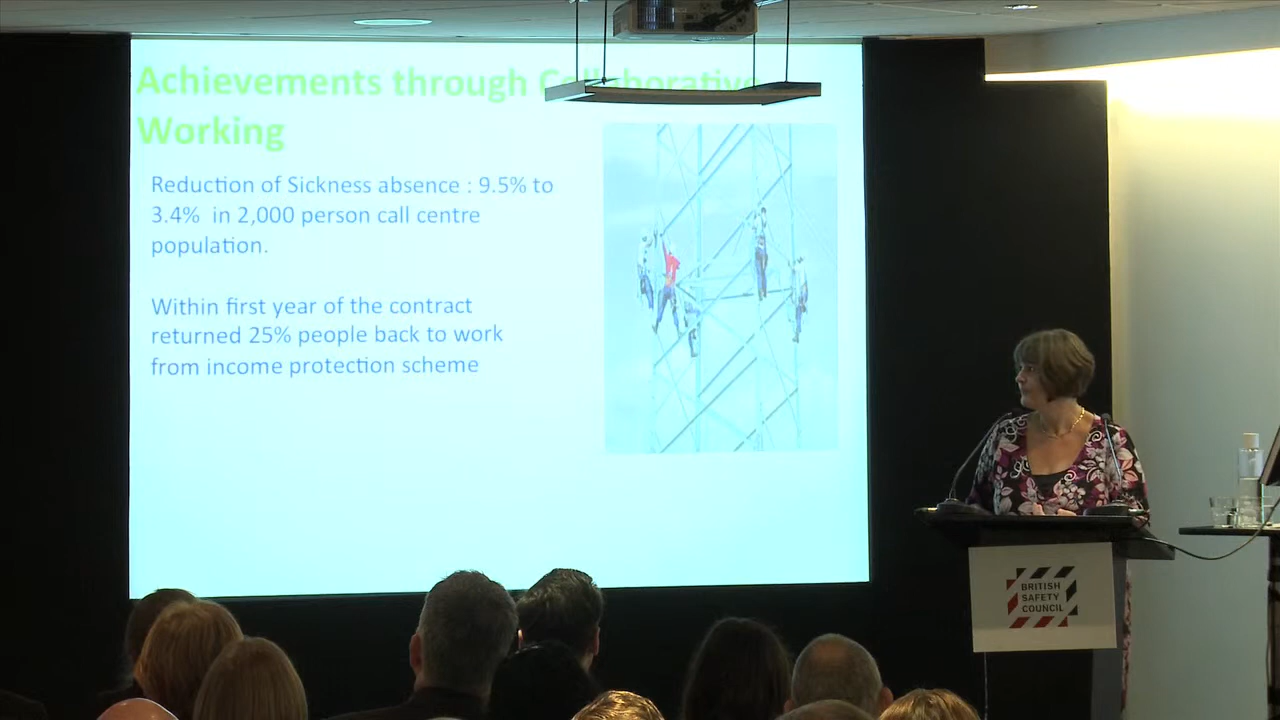 Achievements through Collaborative
Working
Reduction of Sickness absence : 9.5% to
3.4% in 2,000 person call centre
population.
Within first year of the contract
returned 25% people back to work
from income protection scheme
BRITISH
SAFETY
COUNCIL